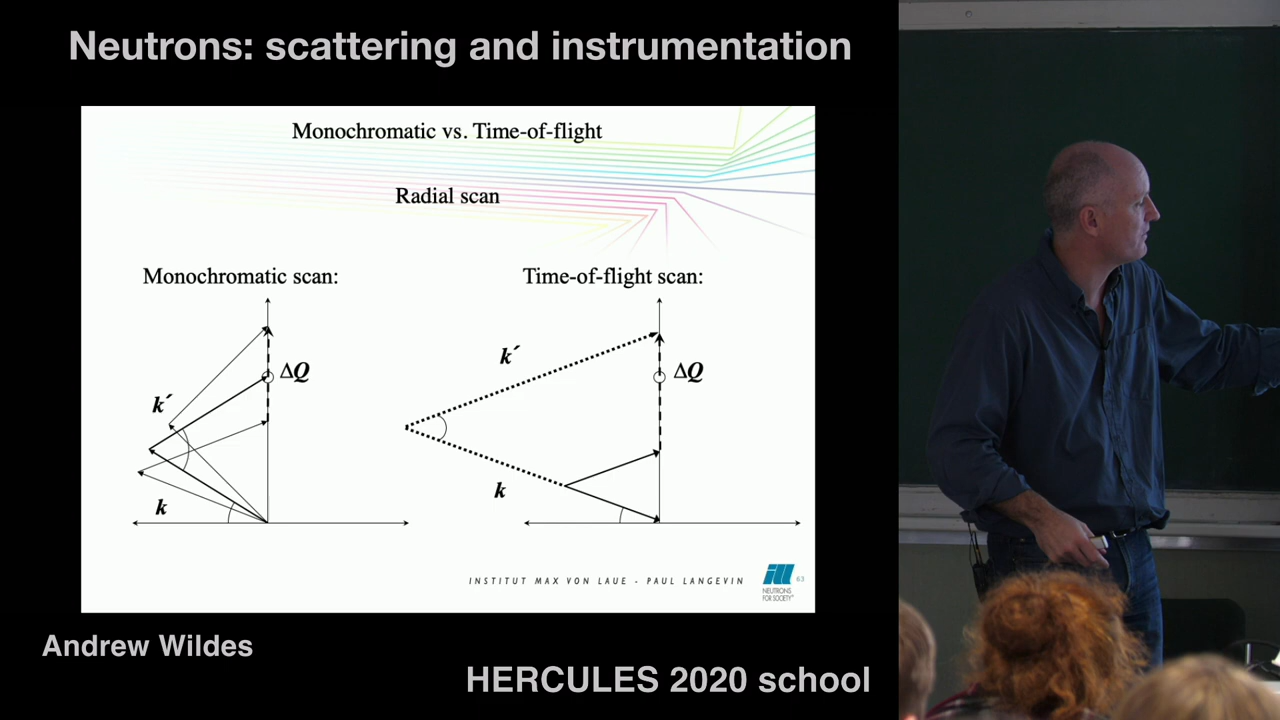 Neutrons: scattering and instrumentation
Monochromatic vs. Time-of-flight
Radial scan
Monochromatic scan:
Time-of-flight scan:
k´
ΔQ
k
k´
ΔQ
k
INSTITUT MAX VON LAUE - PAUL LANGEVIN
ill
NEUTRONS
FOR SOCIETY
63
Andrew Wildes
HERCULES 2020 school